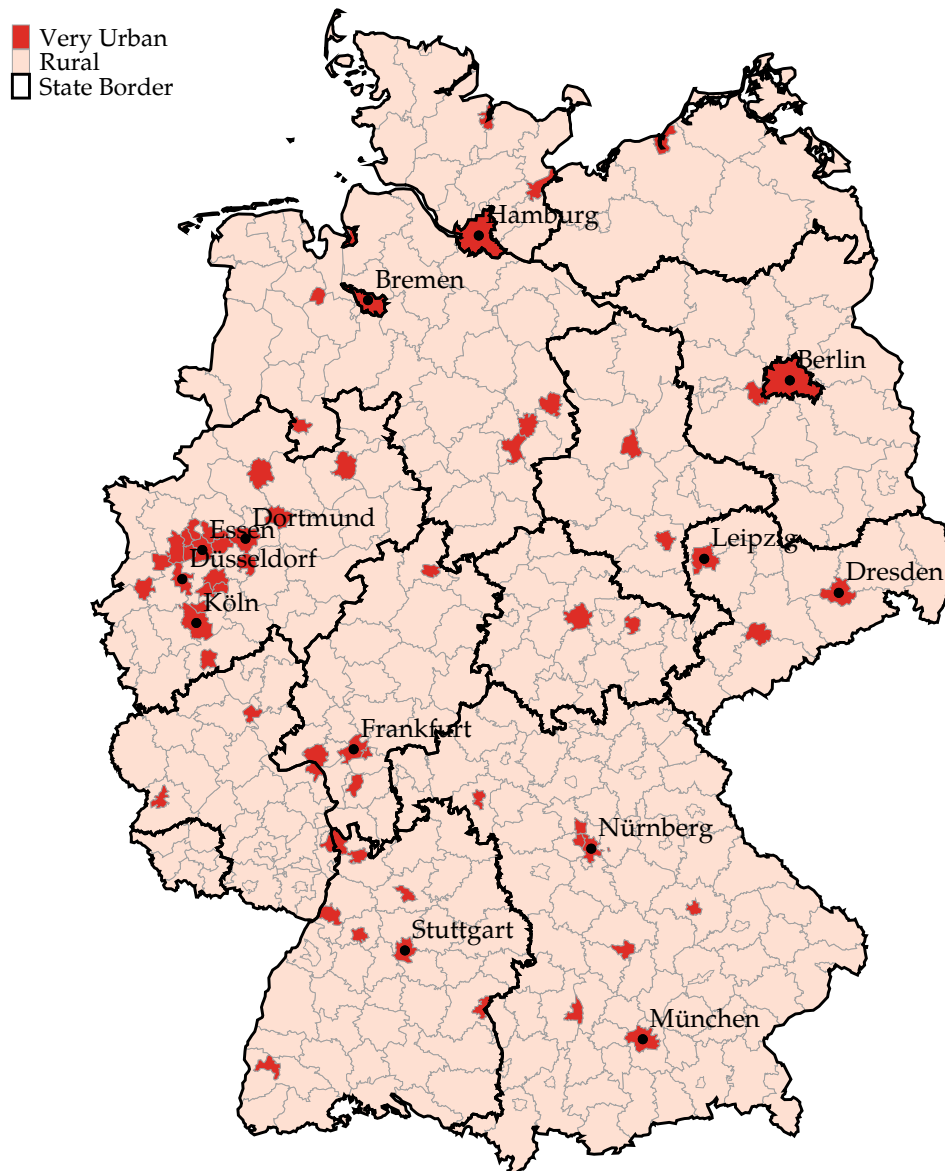 Very Urban
Rural
State Border
Hamburg
Bremen
Berlin
Dortmund
Essen
Düsseldorf
Leipzig
Dresden
Köln
Frankfurt
Nürnberg
Stuttgart
München